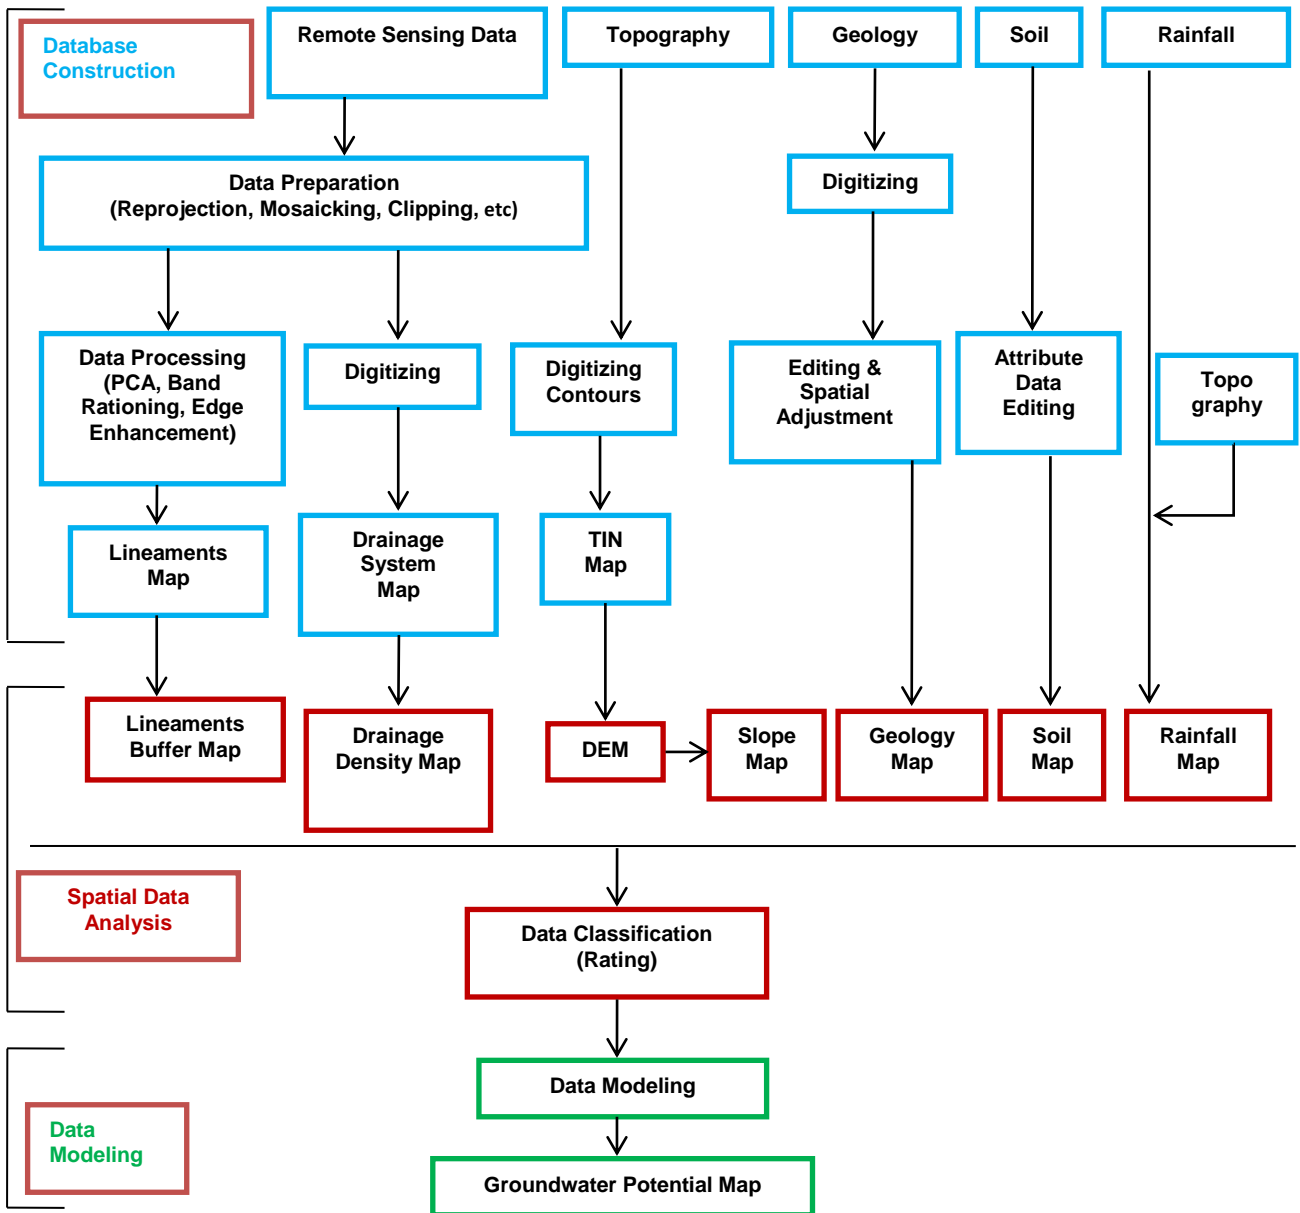 Database
Construction
Remote Sensing Data
Topography
Geology
Soil
Rainfall
Data Preparation
(Reprojection, Mosaicking, Clipping, etc)
Digitizing
Data Processing
(PCA, Band
Rationing, Edge
Enhancement)
Digitizing
Digitizing
Contours
Editing &
Spatial
Adjustment
Attribute
Data
Editing
Topo
graphy
Lineaments
Map
Drainage
System
Map
TIN
Map
Lineaments
Buffer Map
Drainage
Density Map
DEM
Slope
Map
Geology
Map
Soil
Map
Rainfall
Map
Spatial Data
Analysis
Data Classification
(Rating)
Data Modeling
Data
Modeling
Groundwater Potential Map